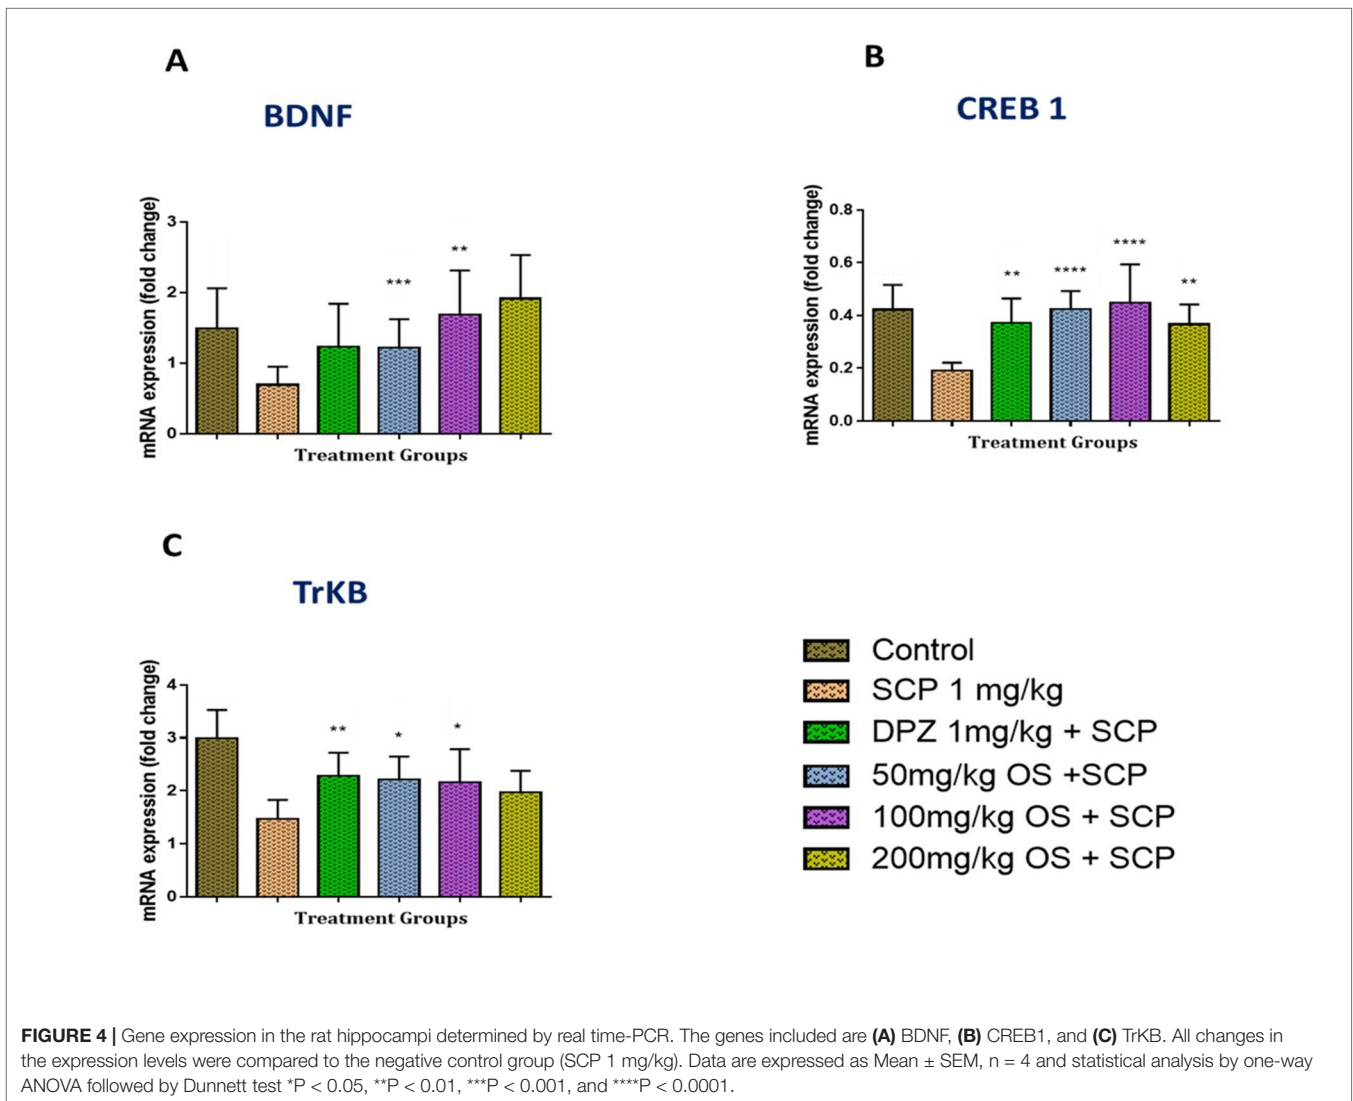 A
BDNF
mRNA expression (fold change)
3
2
1
0
***
**
Treatment Groups
B
CREB 1
mRNA expression (fold change)
0.8
0.6
0.4
0.2
0.0
**
****
****
**
Treatment Groups
C
TrKB
mRNA expression (fold change)
4
3
2
1
0
**
*
*
Treatment Groups
Control
SCP 1 mg/kg
DPZ 1mg/kg + SCP
50mg/kg OS +SCP
100mg/kg OS + SCP
200mg/kg OS + SCP
FIGURE 4 | Gene expression in the rat hippocampi determined by real time-PCR. The genes included are (A) BDNF, (B) CREB1, and (C) TrKB. All changes in
the expression levels were compared to the negative control group (SCP 1 mg/kg). Data are expressed as Mean ± SEM, n = 4 and statistical analysis by one-way
ANOVA followed by Dunnett test *P < 0.05, **P < 0.01, ***P < 0.001, and ****P < 0.0001.